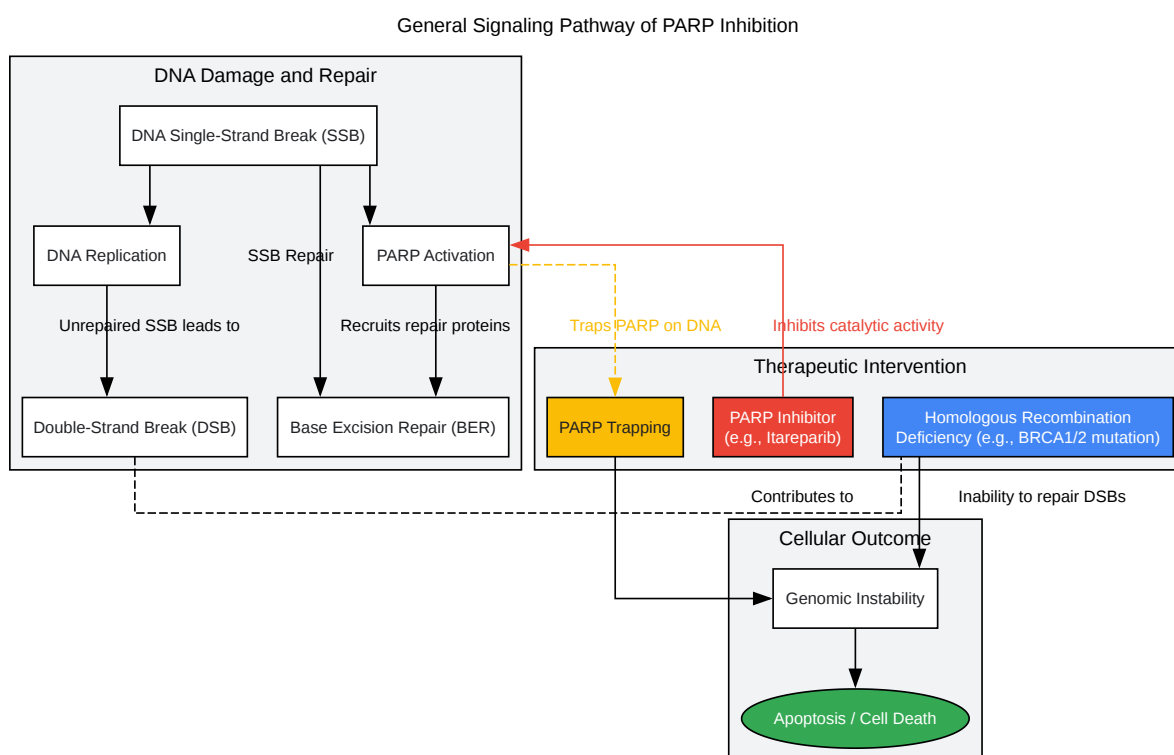 General Signaling Pathway of PARP Inhibition
DNA Damage and Repair
DNA Single-Strand Break (SSB)
DNA Replication
SSB Repair
PARP Activation
Unrepaired SSB leads to
Recruits repair proteins
Traps PARP on DNA
Inhibits catalytic activity
Therapeutic Intervention
Double-Strand Break (DSB)
Base Excision Repair (BER)
PARP Trapping
PARP Inhibitor
(e.g., Itareparib)
Homologous Recombination
Deficiency (e.g., BRCA1/2 mutation)
Contributes to
Inability to repair DSBs
Cellular Outcome
Genomic Instability
Apoptosis / Cell Death